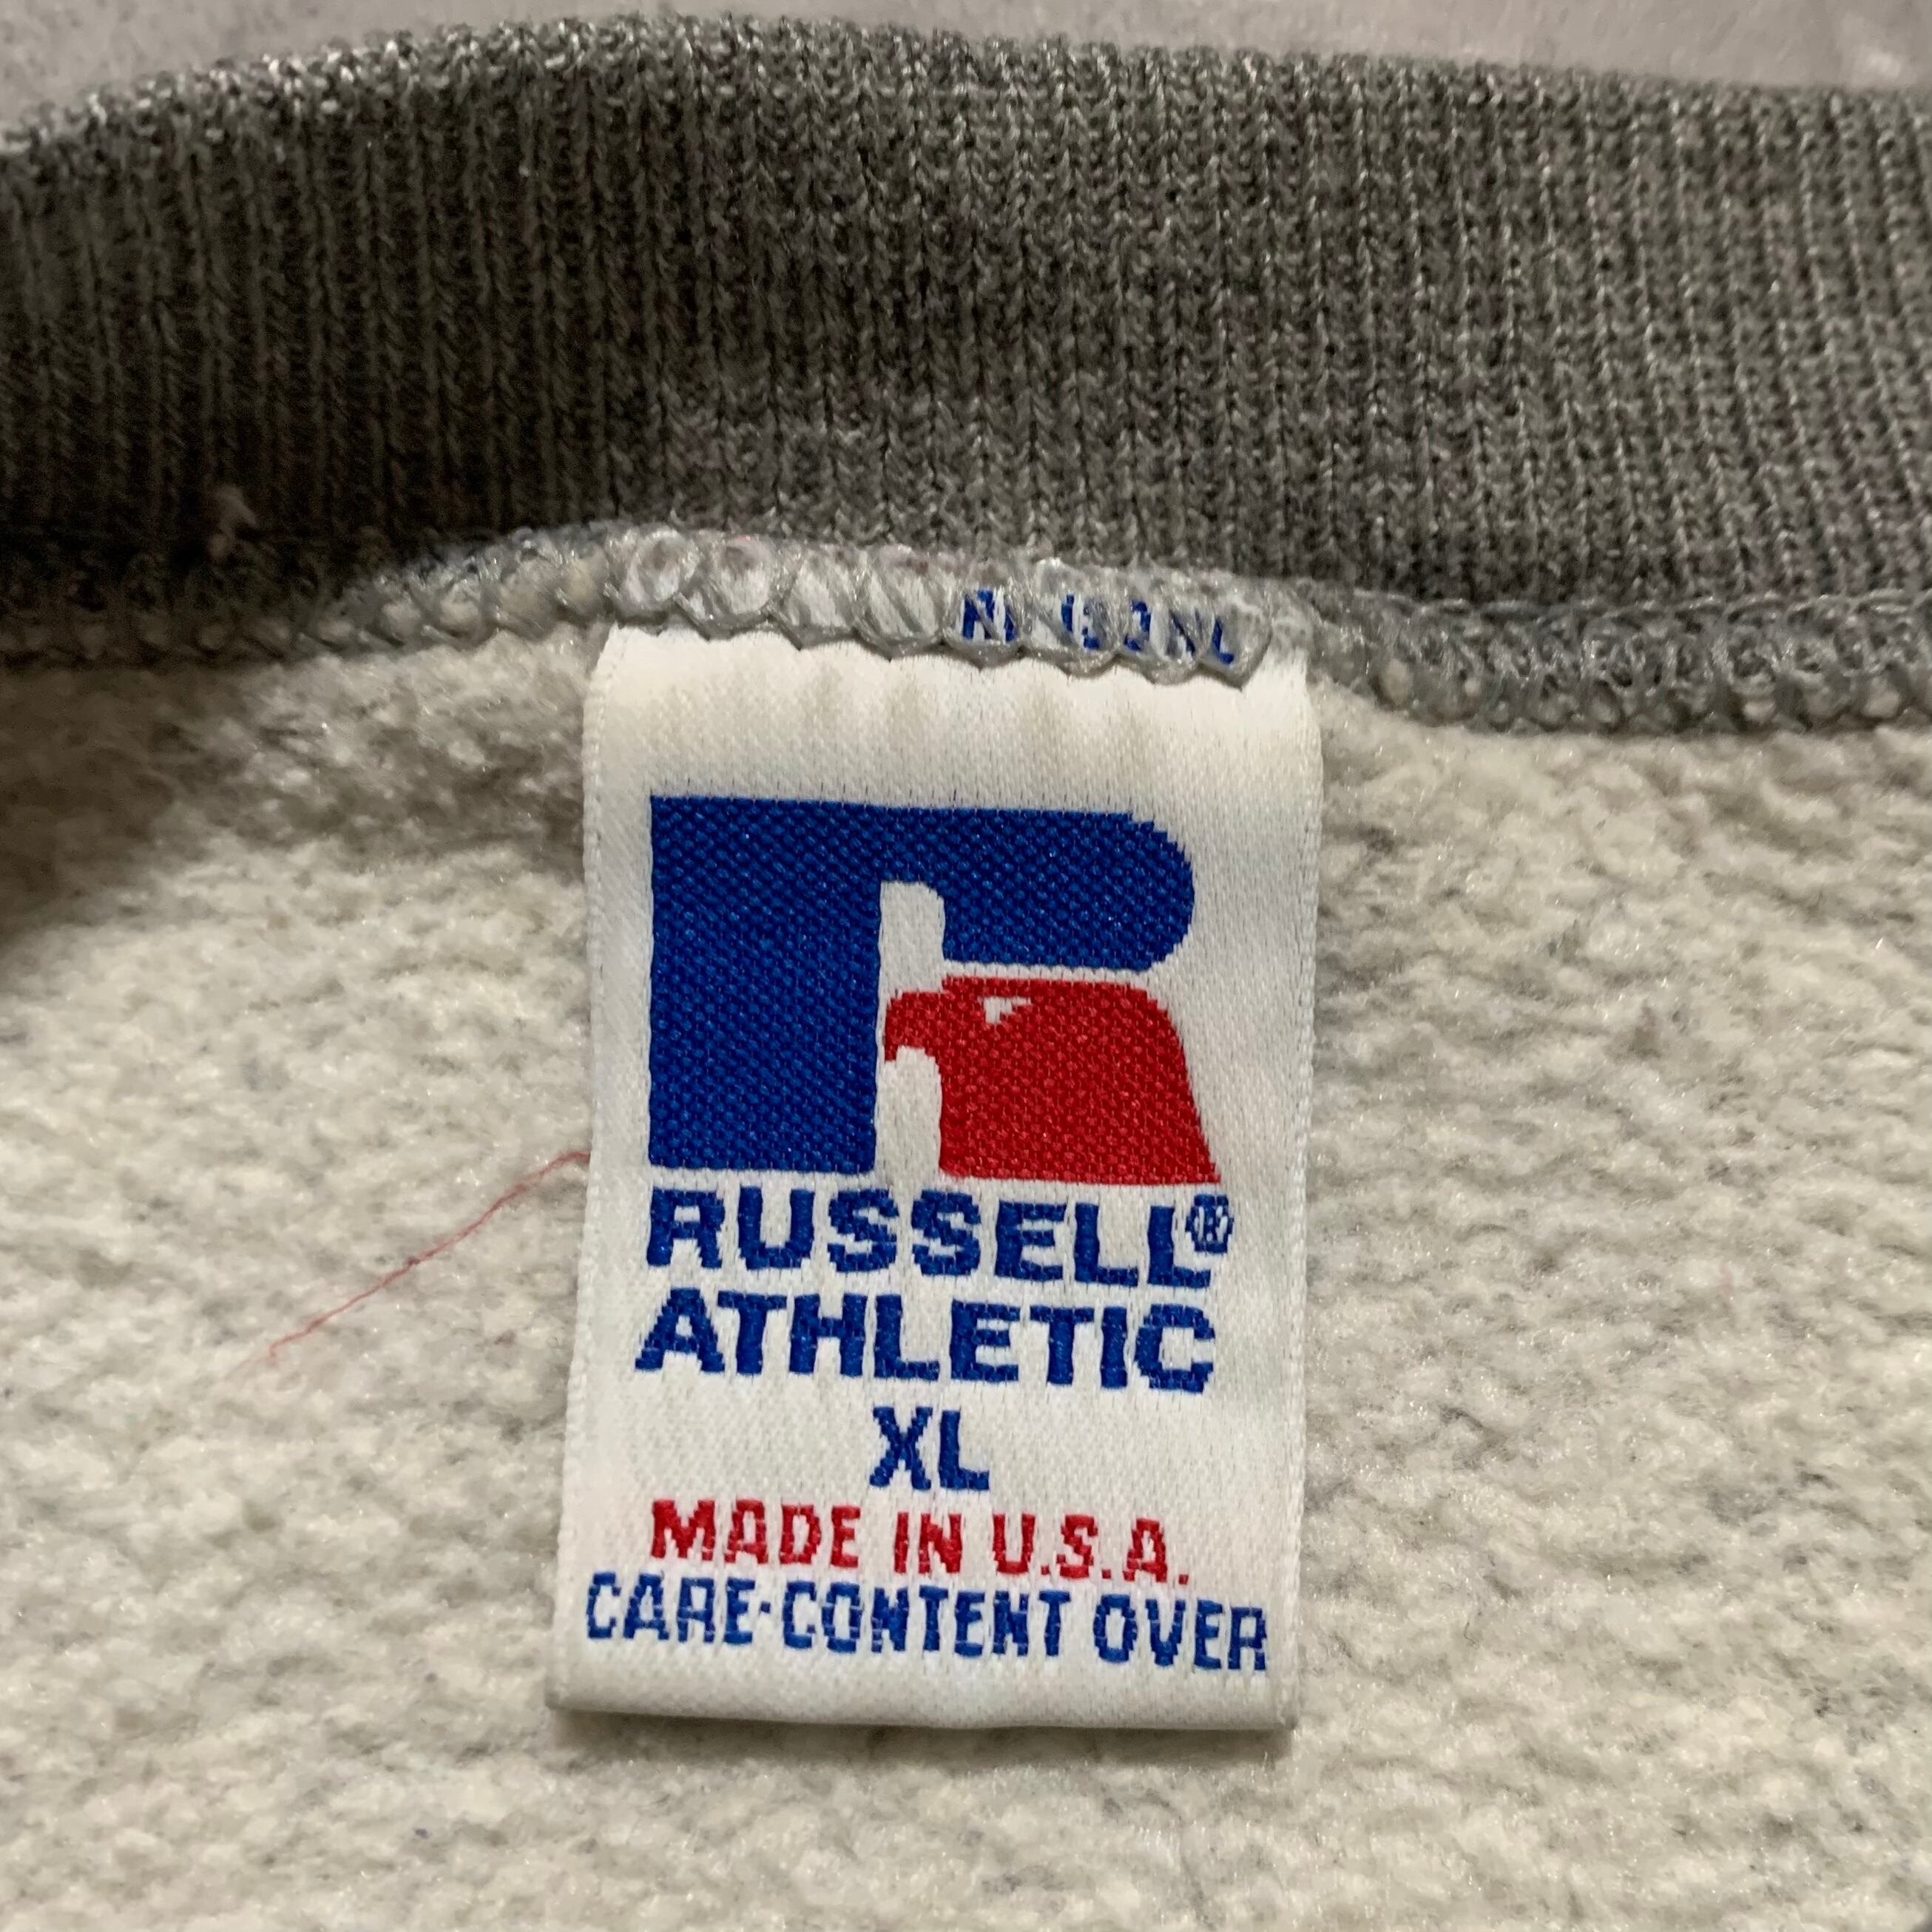 RUSSELL®
ATHLETIC
XL
MADE IN U.S.A.
CARE·CONTENT OVER